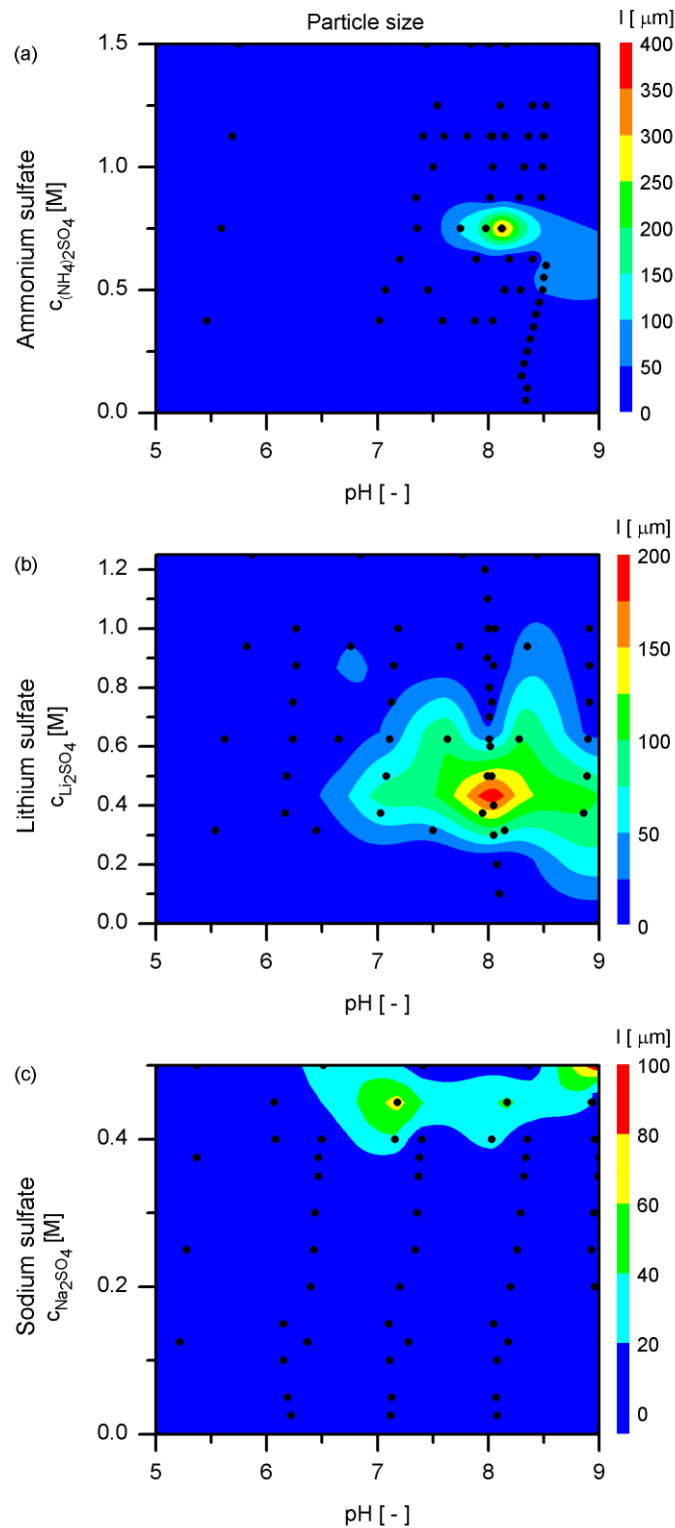 Particle size
(a)
l [ μm]
1.5
1.0
0.5
0.0
Ammonium sulfate
c(NH4)2SO4 [M]
400
350
300
250
200
150
100
50
0
5 6 7 8 9
pH [ - ]
(b)
l [ μm]
1.2
1.0
0.8
0.6
0.4
0.2
0.0
Lithium sulfate
cLi2SO4 [M]
200
150
100
50
0
5 6 7 8 9
pH [ - ]
(c)
l [ μm]
0.4
0.2
0.0
Sodium sulfate
cNa2SO4 [M]
100
80
60
40
20
0
5 6 7 8 9
pH [ - ]